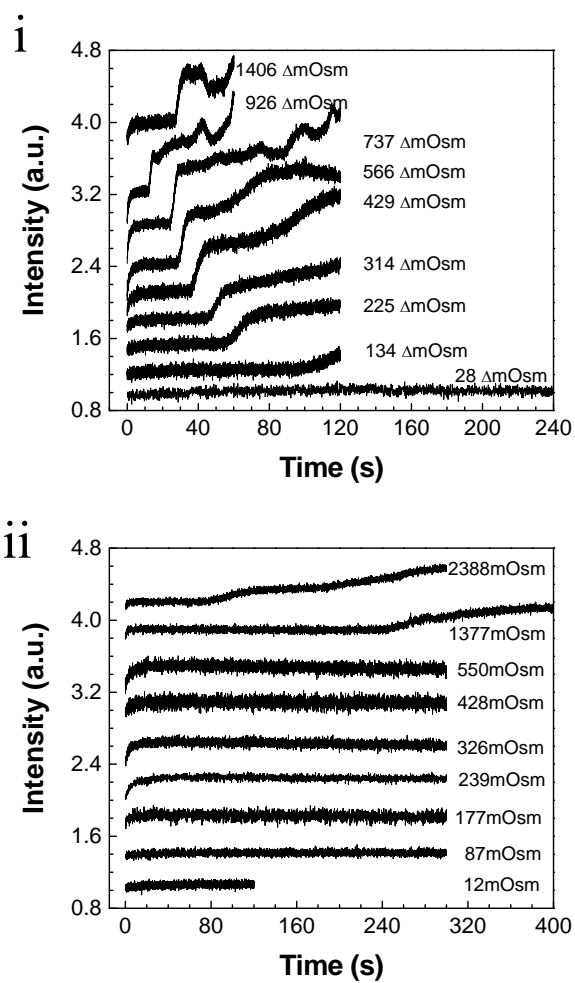 i
4.8
4.0
3.2
2.4
1.6
0.8
Intensity (a.u.)
1406 ΔmOsm
926 ΔmOsm
737 ΔmOsm
566 ΔmOsm
429 ΔmOsm
314 ΔmOsm
225 ΔmOsm
134 ΔmOsm
28 ΔmOsm
0 40 80 120 160 200 240
Time (s)
ii
4.8
4.0
3.2
2.4
1.6
0.8
Intensity (a.u.)
2388mOsm
1377mOsm
550mOsm
428mOsm
326mOsm
239mOsm
177mOsm
87mOsm
12mOsm
0 80 160 240 320 400
Time (s)